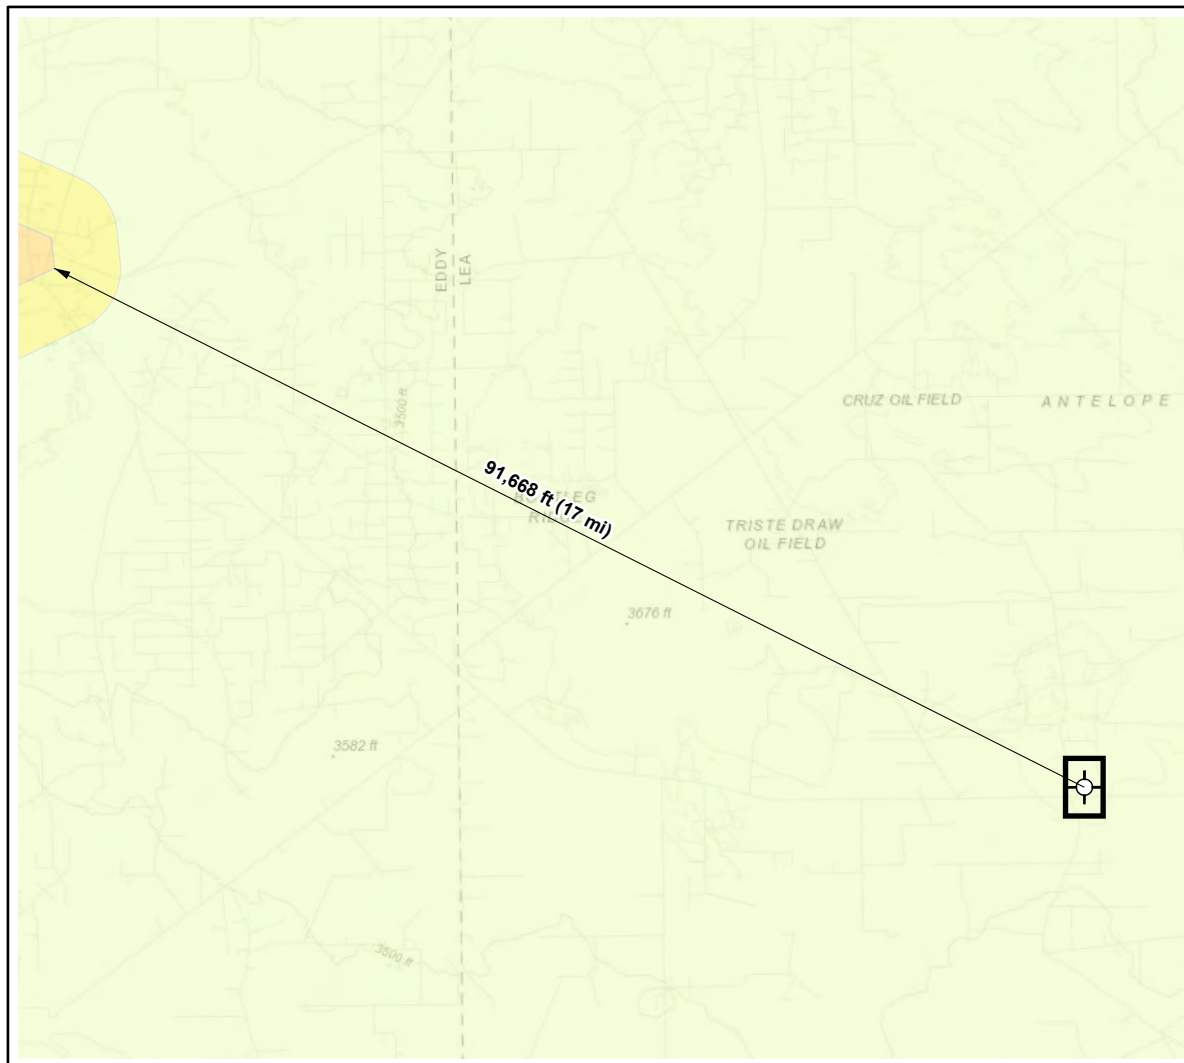 EDDY
LEA
3500 ft
CRUZ OIL FIELD
ANTELOPE
91,668 ft (17 mi)
TRISTE DRAW
OIL FIELD
3676 ft
3582 ft
3500 ft